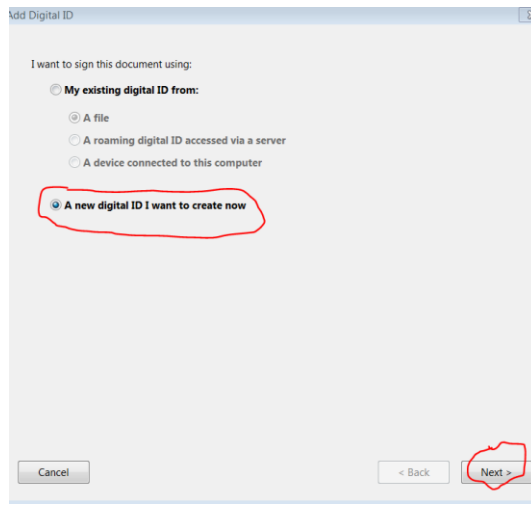 Add Digital ID
I want to sign this document using:
My existing digital ID from:
A file
A roaming digital ID accessed via a server
A device connected to this computer
A new digital ID I want to create now
Cancel
< Back
Next >